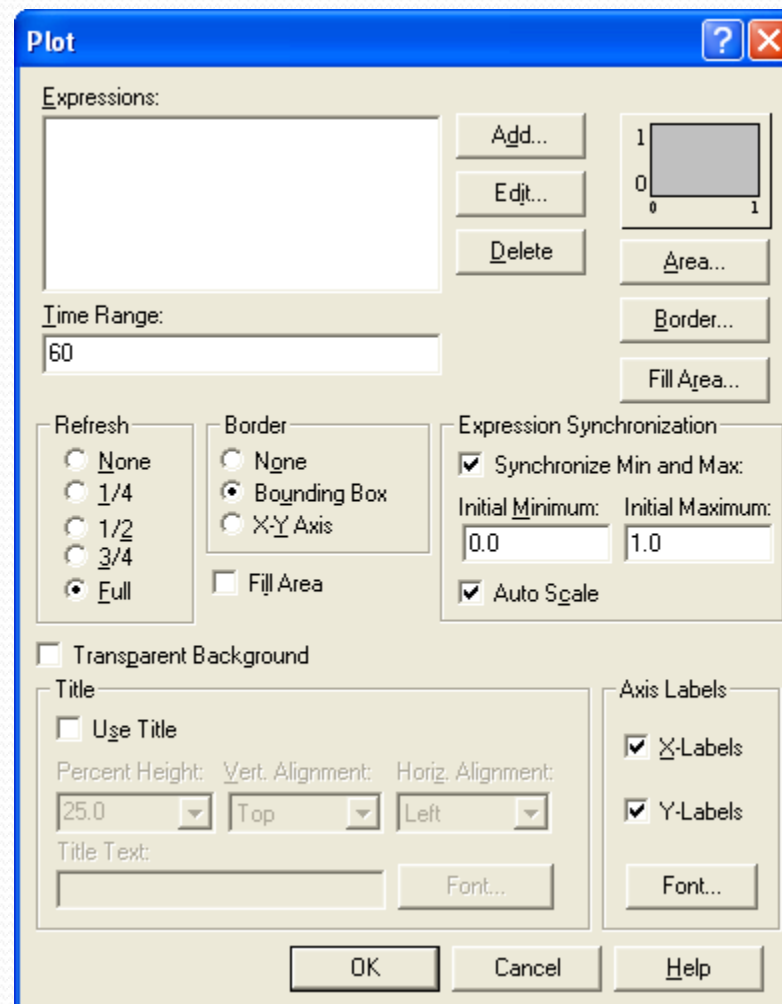 Plot
Expressions:
Add...
Edit...
Delete
1
0
0 1
Area...
Border...
Fill Area...
Time Range:
60
Refresh
None
1/4
1/2
3/4
Full
Border
None
Bounding Box
X-Y Axis
Fill Area
Expression Synchronization
Synchronize Min and Max:
Initial Minimum: Initial Maximum:
0.0 1.0
Auto Scale
Transparent Background
Title
Use Title
Percent Height: Vert. Alignment: Horiz. Alignment:
25.0 Top Left
Title Text:
Font...
Axis Labels
X-Labels
Y-Labels
Font...
OK Cancel Help